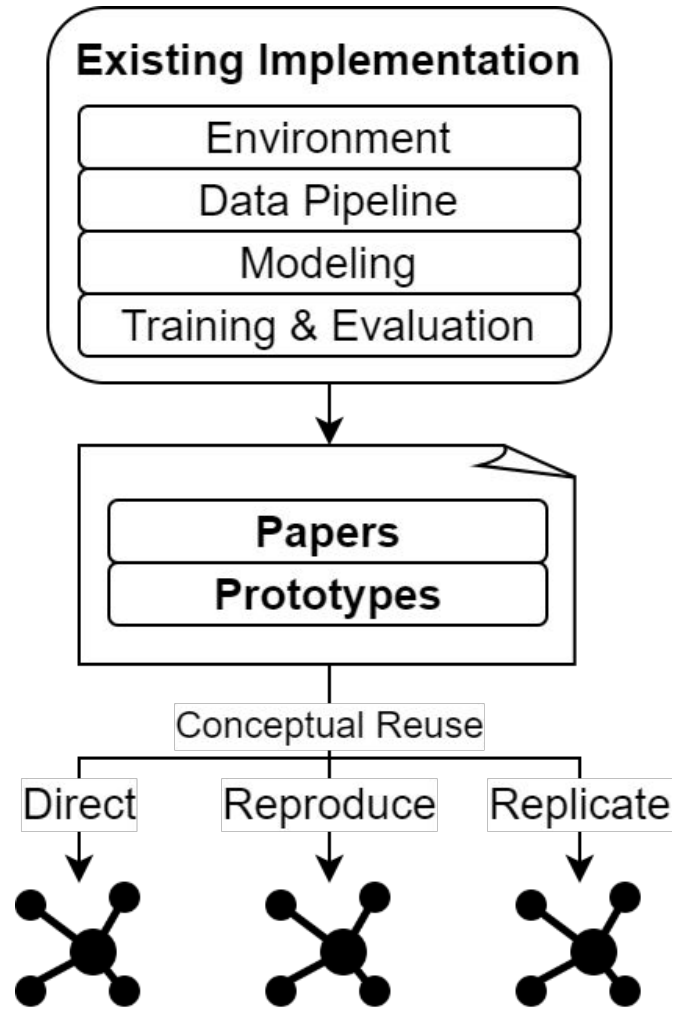 Existing Implementation
Environment
Data Pipeline
Modeling
Training & Evaluation
Papers
Prototypes
Conceptual Reuse
Direct
Reproduce
Replicate